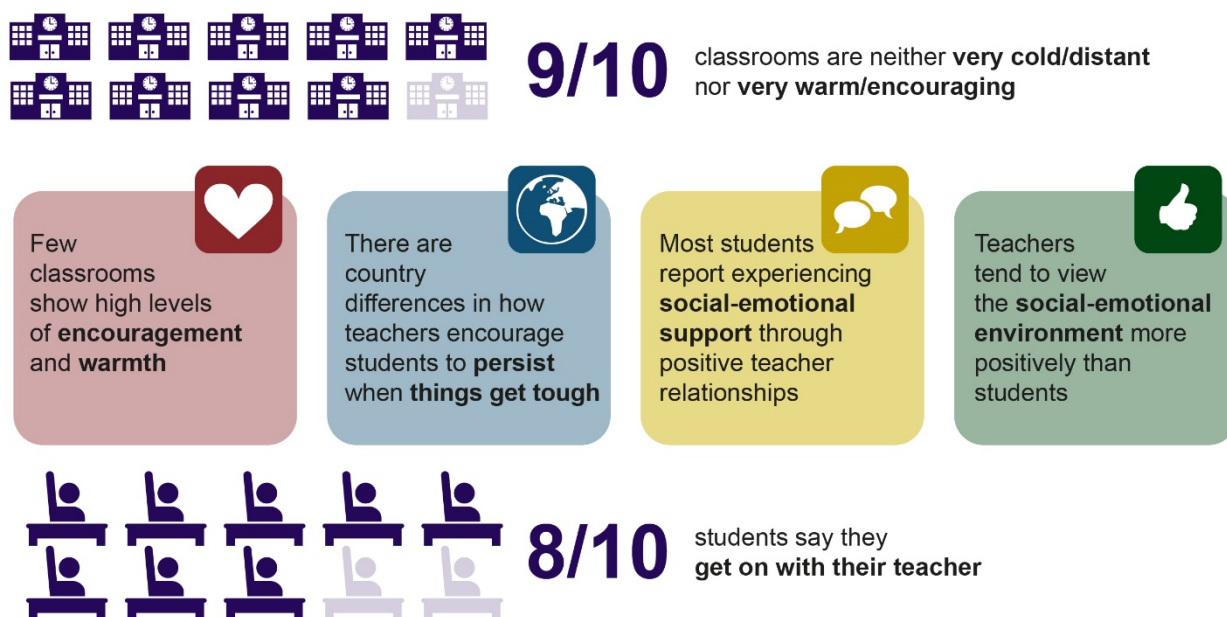 9/10
classrooms are neither very cold/distant
nor very warm/encouraging
Few
classrooms
show high levels
of encouragement
and warmth
There are
country
differences in how
teachers encourage
students to persist
when things get tough
Most students
report experiencing
social-emotional
support through
positive teacher
relationships
Teachers
tend to view
the social-emotional
environment more
positively than
students
8/10
students say they
get on with their teacher